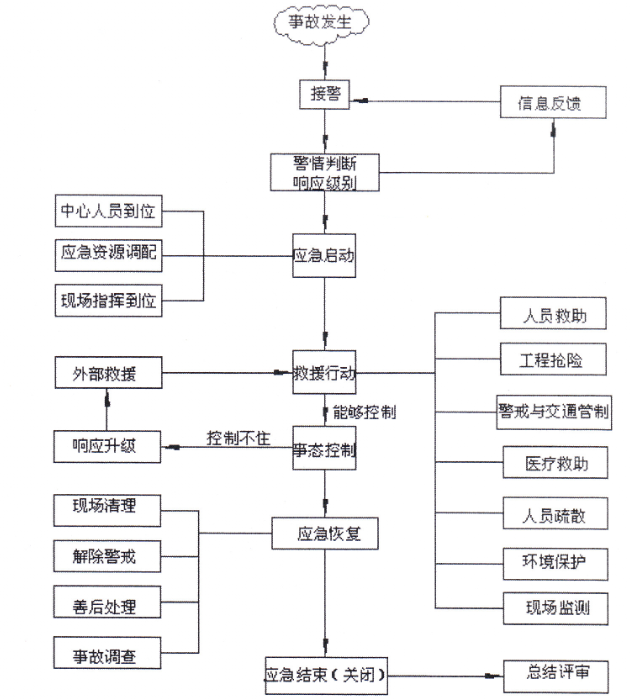 事故发生
接警
信息反馈
警情判断
响应级别
中心人员到位
应急资源调配
应急启动
现场指挥到位
人员救助
工程抢险
外部救援
救援行动
能够控制
警戒与交通管制
响应升级
控制不住
事态控制
医疗救助
现场清理
人员疏散
应急恢复
解除警戒
环境保护
善后处理
现场监测
事故调查
应急结束(关闭)
总结评审